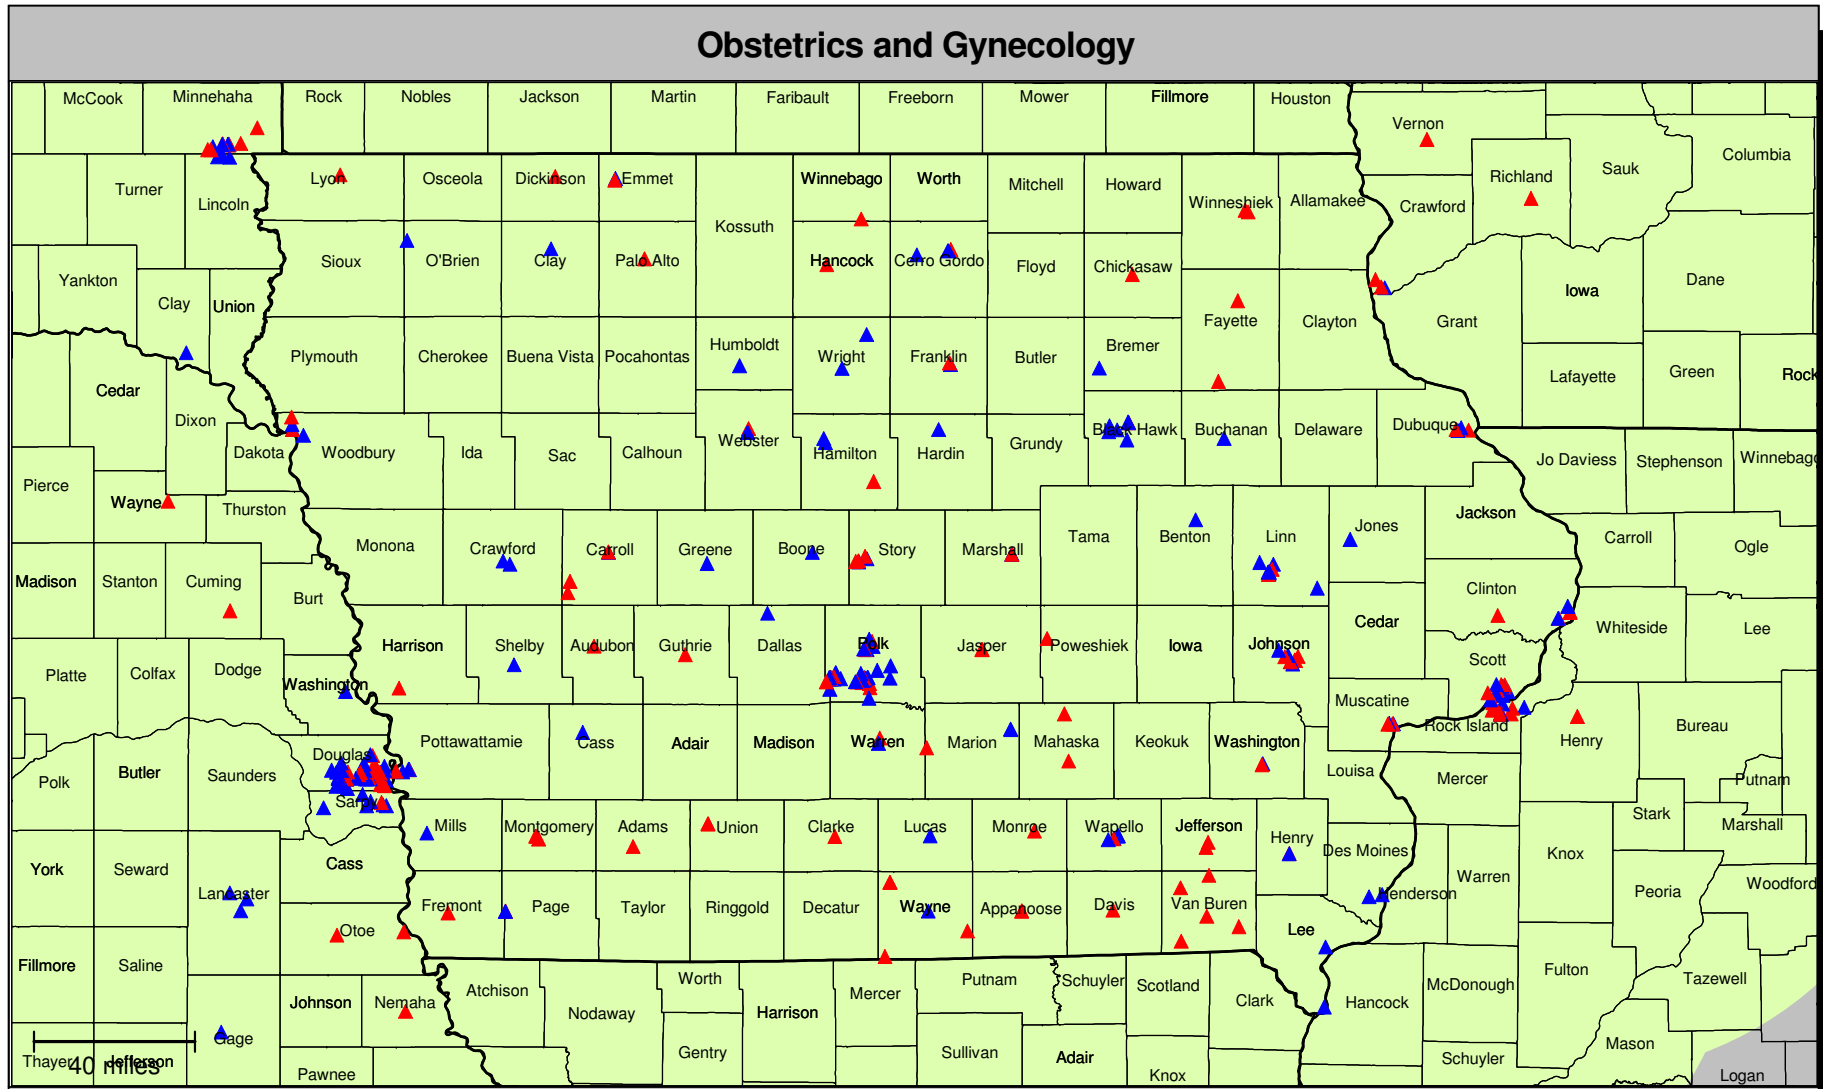 Obstetrics and Gynecology
McCook Minnehaha Rock Nobles Jackson Martin Faribault Freeborn Mower Fillmore Houston
Vernon
Columbia
Sauk
Richland
Turner Lyon Osceola Dickinson Emmet Winnebago Worth Mitchell Howard
Lincoln Winneshiek Allamakee Crawford
Kossuth
Sioux O'Brien Clay Palo Alto Hancock Cerro Gordo Floyd Chickasaw
Yankton Clay Union Iowa Dane
Fayette Clayton Grant
Plymouth Cherokee Buena Vista Pocahontas Humboldt Wright Franklin Butler Bremer
Cedar Lafayette Green Rock
Dixon
Dakota Woodbury Ida Sac Calhoun Webster Hamilton Hardin Grundy Black Hawk Buchanan Delaware Dubuque
Jo Daviess Stephenson Winnebago
Pierce
Wayne Thurston Jackson
Monona Crawford Carroll Greene Boone Story Marshall Tama Benton Linn Jones
Carroll Ogle
Madison Stanton Cuming Burt Clinton
Harrison Shelby Audubon Guthrie Dallas Polk Jasper Poweshiek Iowa Johnson Cedar
Whiteside Lee
Platte Colfax Dodge Scott
Washington Muscatine
Rock Island Henry Bureau
Pottawattamie Cass Adair Madison Warren Marion Mahaska Keokuk Washington
Douglas Louisa Mercer
Polk Butler Saunders Putnam
Sarpy Stark
Mills Montgomery Adams Union Clarke Lucas Monroe Wapello Jefferson Henry Des Moines Marshall
York Seward Cass Knox
Lancaster Warren Peoria Woodford
Henderson
Fremont Page Taylor Ringgold Decatur Wayne Appanoose Davis Van Buren
Otoe Lee
Fillmore Saline Fulton Tazewell
Atchison Worth Putnam Schuyler Scotland McDonough
Johnson Nemaha Nodaway Harrison Mercer Clark Hancock
Gage Gentry Sullivan Adair Schuyler Mason
Thayer Jefferson
40 miles
Pawnee Knox Logan